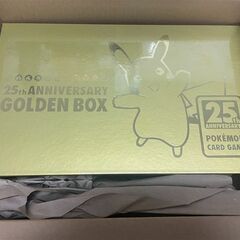 25th ANNIVERSARY
GOLDEN BOX
25th
ANNIVERSARY
POKÉMON
CARD GAME